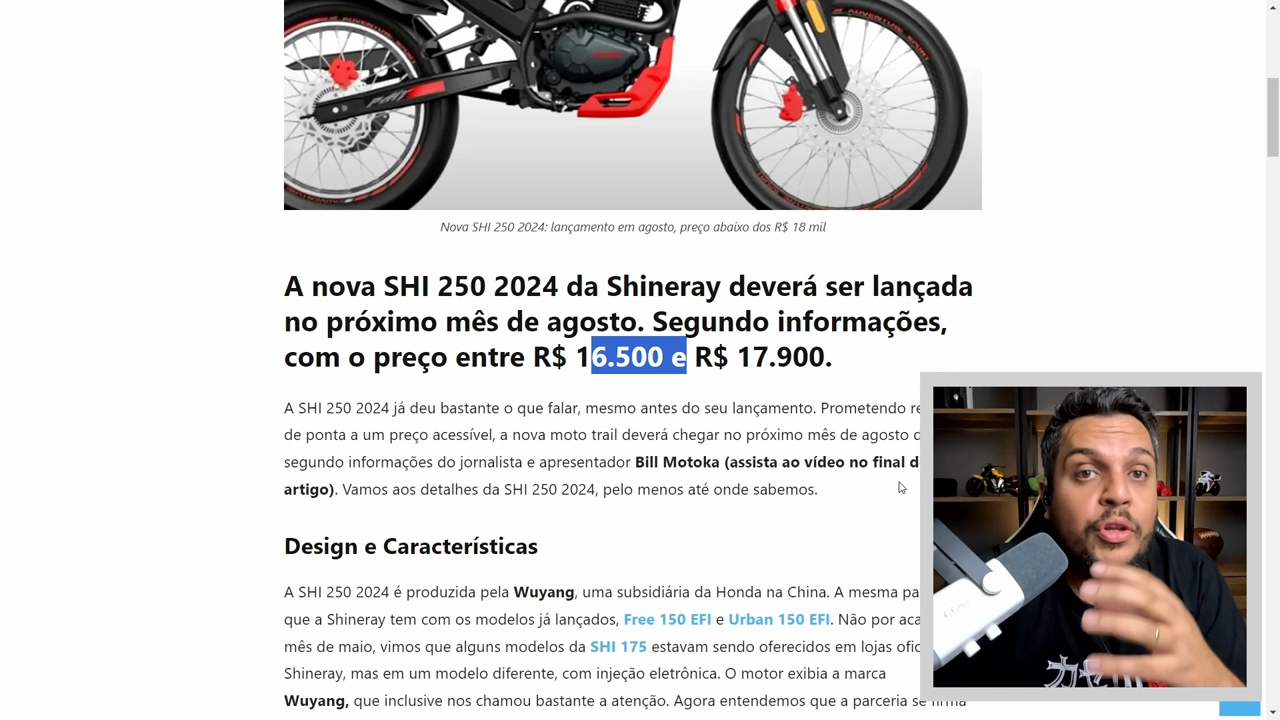 ADVENTURE SPORT
Nova SHI 250 2024: lançamento em agosto, preço abaixo dos R$ 18 mil
A nova SHI 250 2024 da Shineray deverá ser lançada
no próximo mês de agosto. Segundo informações,
com o preço entre R$ 16.500 e R$ 17.900.
A SHI 250 2024 já deu bastante o que falar, mesmo antes do seu lançamento. Prometendo
de ponta a um preço acessível, a nova moto trail deverá chegar no próximo mês de agosto
segundo informações do jornalista e apresentador Bill Motoka (assista ao vídeo no final
artigo). Vamos aos detalhes da SHI 250 2024, pelo menos até onde sabemos.
Design e Características
A SHI 250 2024 é produzida pela Wuyang, uma subsidiária da Honda na China. A mesma
que a Shineray tem com os modelos já lançados, Free 150 EFI e Urban 150 EFI. Não por
mês de maio, vimos que alguns modelos da SHI 175 estavam sendo oferecidos em lojas
Shineray, mas em um modelo diferente, com injeção eletrônica. O motor exibia a marca
Wuyang, que inclusive nos chamou bastante a atenção. Agora entendemos que a parceria se firma